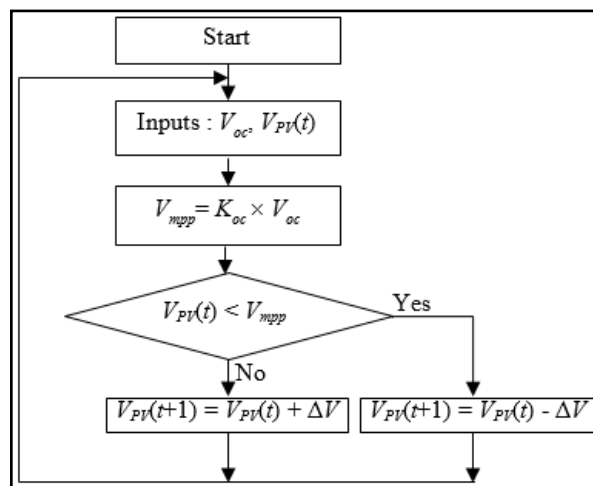 Start
Inputs : Voc, VPV(t)
Vmpp= Koc × Voc
VPV(t) < Vmpp
Yes
No
VPV(t+1) = VPV(t) + ΔV
VPV(t+1) = VPV(t) - ΔV